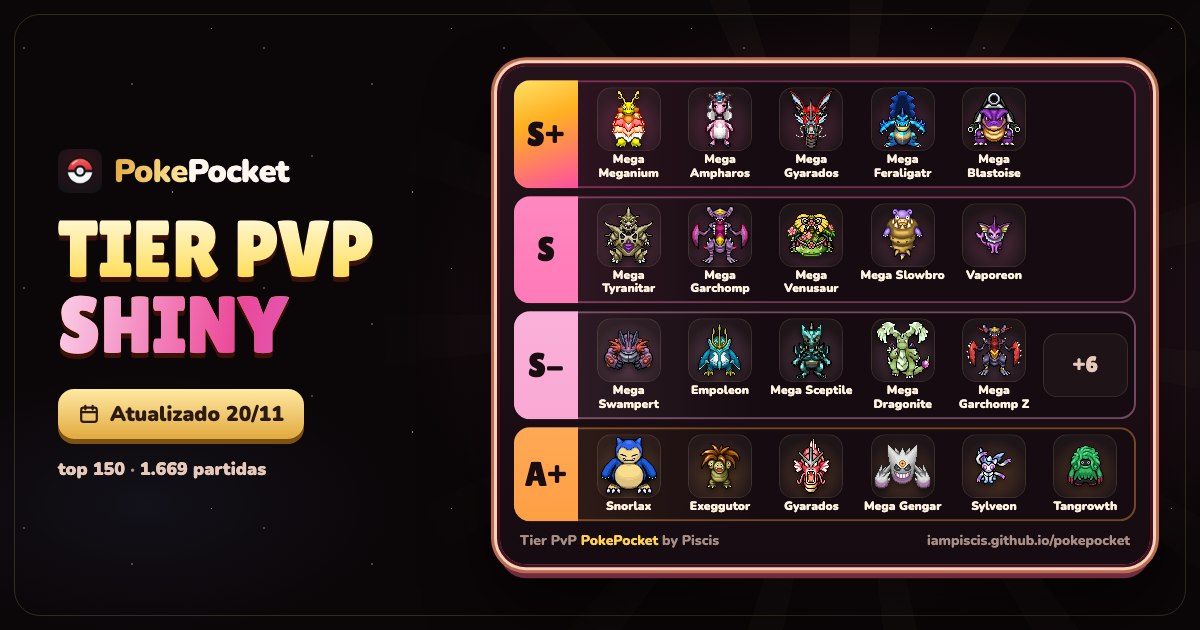 PokePocket
TIER PVP
SHINY
Atualizado 20/11
top 150 · 1.669 partidas
S+
Mega
Meganium
Mega
Ampharos
Mega
Gyarados
Mega
Feraligatr
Mega
Blastoise
S
Mega
Tyranitar
Mega
Garchomp
Mega
Venusaur
Mega Slowbro
Vaporeon
S–
Mega
Swampert
Empoleon
Mega Sceptile
Mega
Dragonite
Mega
Garchomp Z
+6
A+
Snorlax
Exeggutor
Gyarados
Mega Gengar
Sylveon
Tangrowth
Tier PvP PokePocket by Piscis
iampiscis.github.io/pokepocket